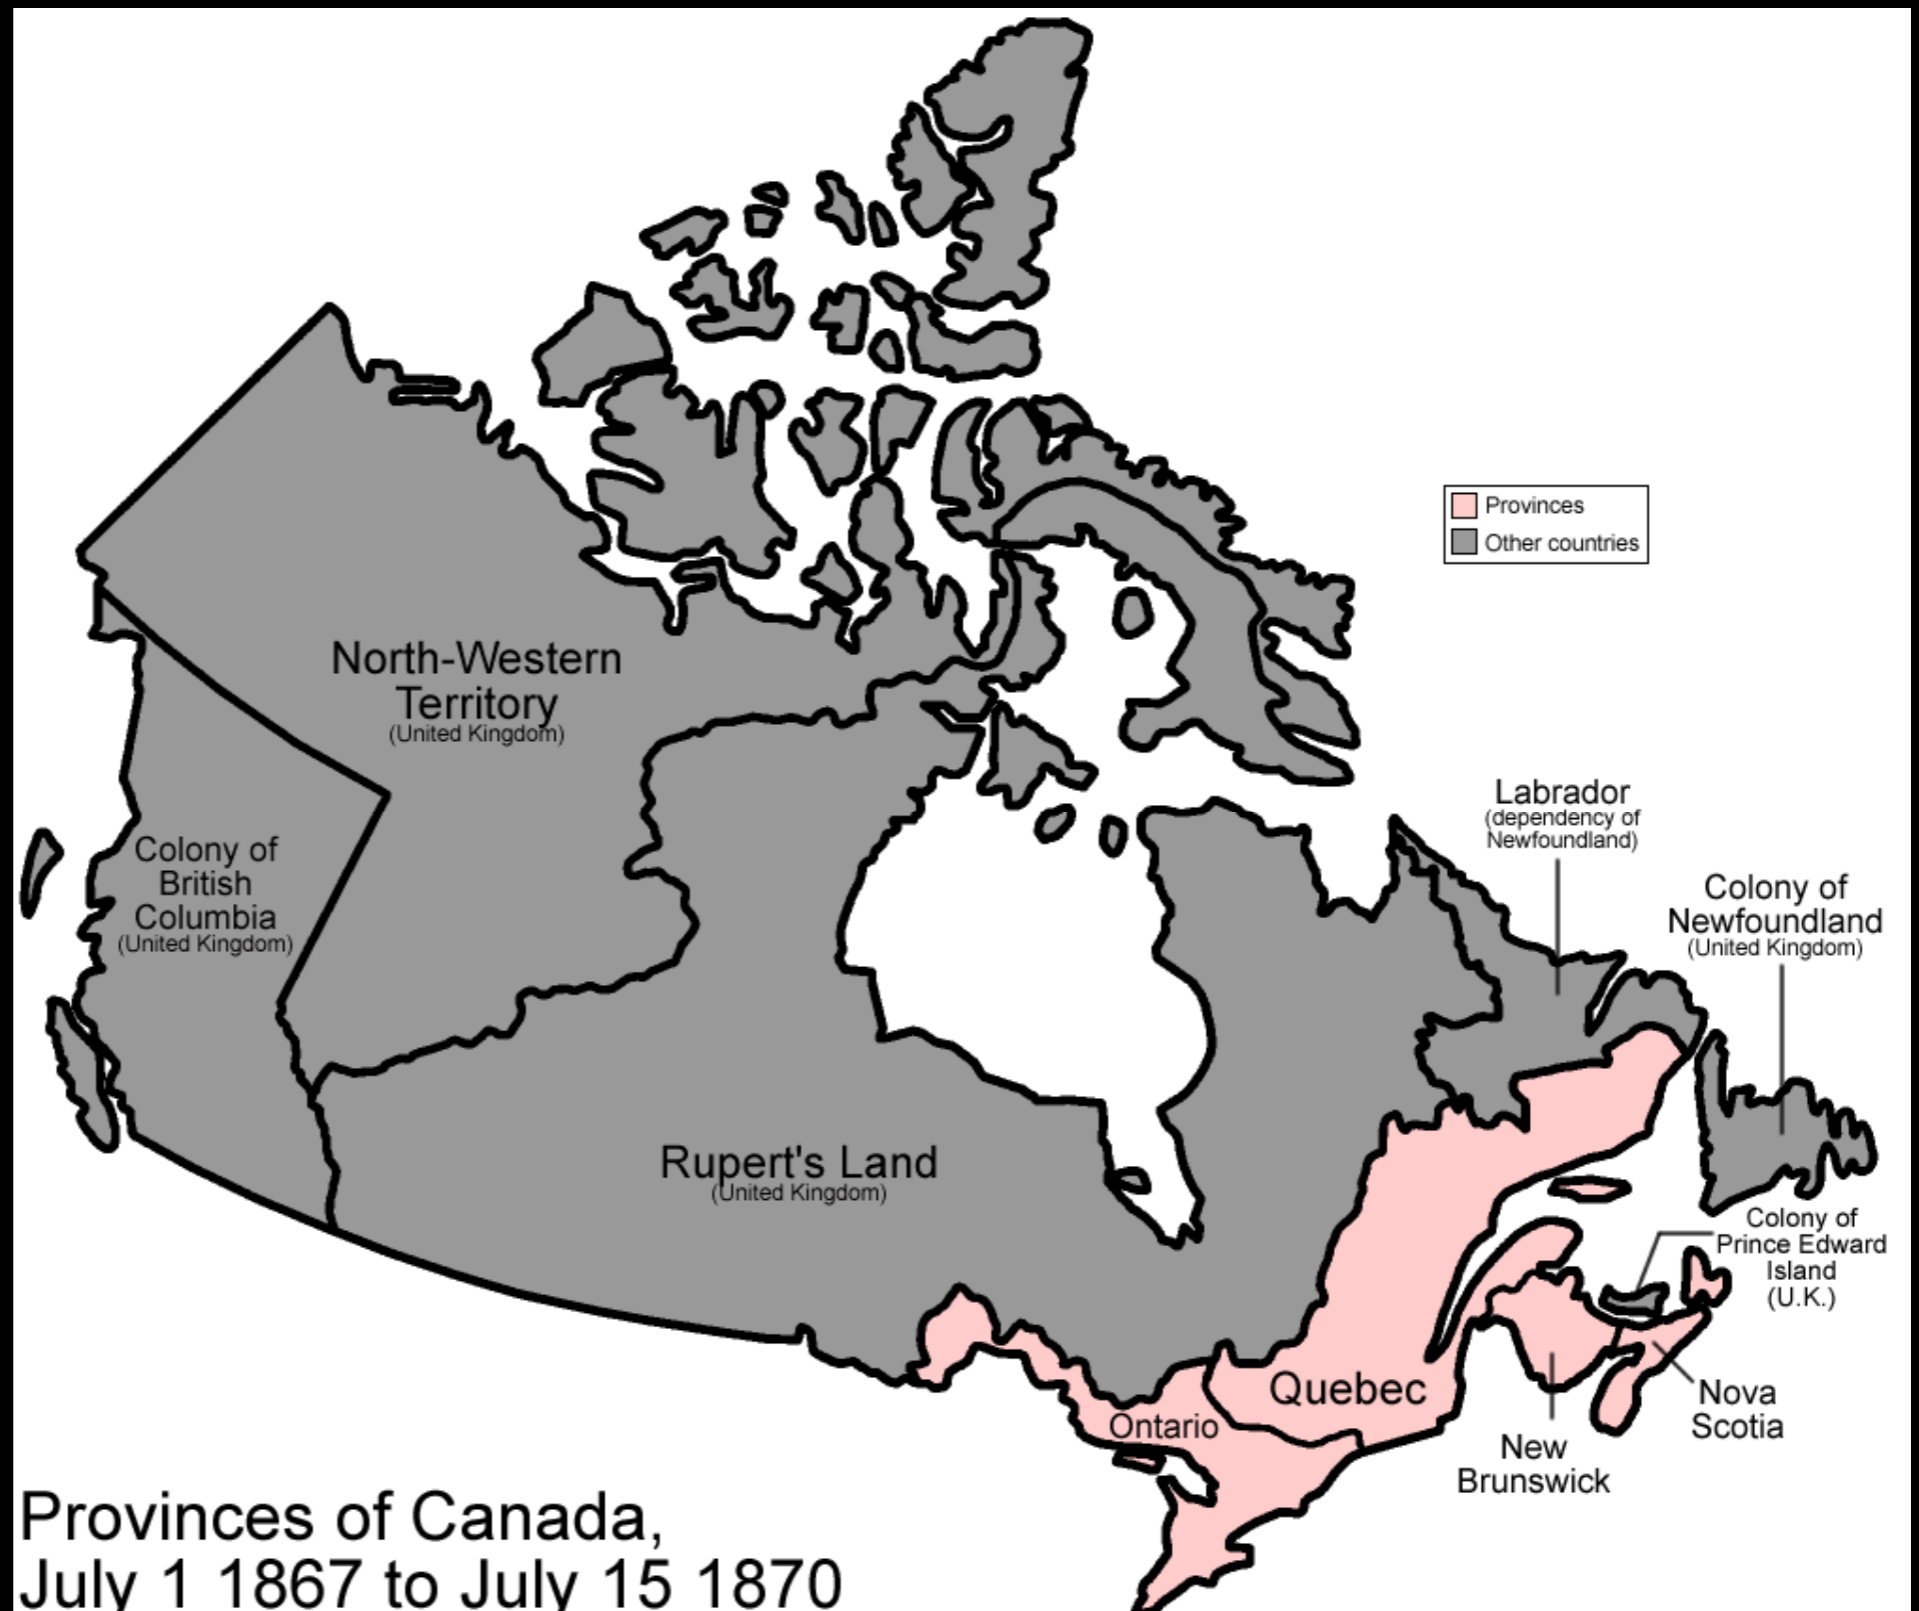 Provinces
Other countries
North-Western
Territory
(United Kingdom)
Labrador
(dependency of
Newfoundland)
Colony of
British
Columbia
(United Kingdom)
Colony of
Newfoundland
(United Kingdom)
Rupert's Land
(United Kingdom)
Colony of
Prince Edward
Island
(U.K.)
Quebec
Ontario
Nova
Scotia
New
Brunswick
Provinces of Canada,
July 1 1867 to July 15 1870